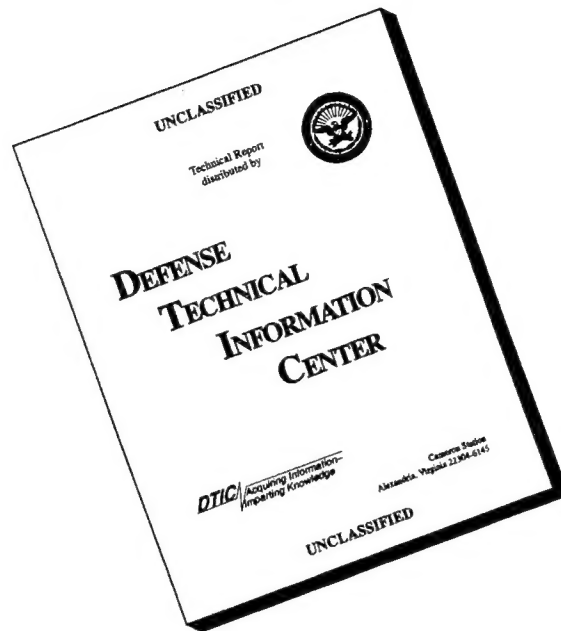 UNCLASSIFIED
Technical Report
distributed by
DEFENSE
TECHNICAL
INFORMATION
CENTER
DTIC Acquiring Information–
Imparting Knowledge
Cameron Station
Alexandria, Virginia 22304-6145
UNCLASSIFIED